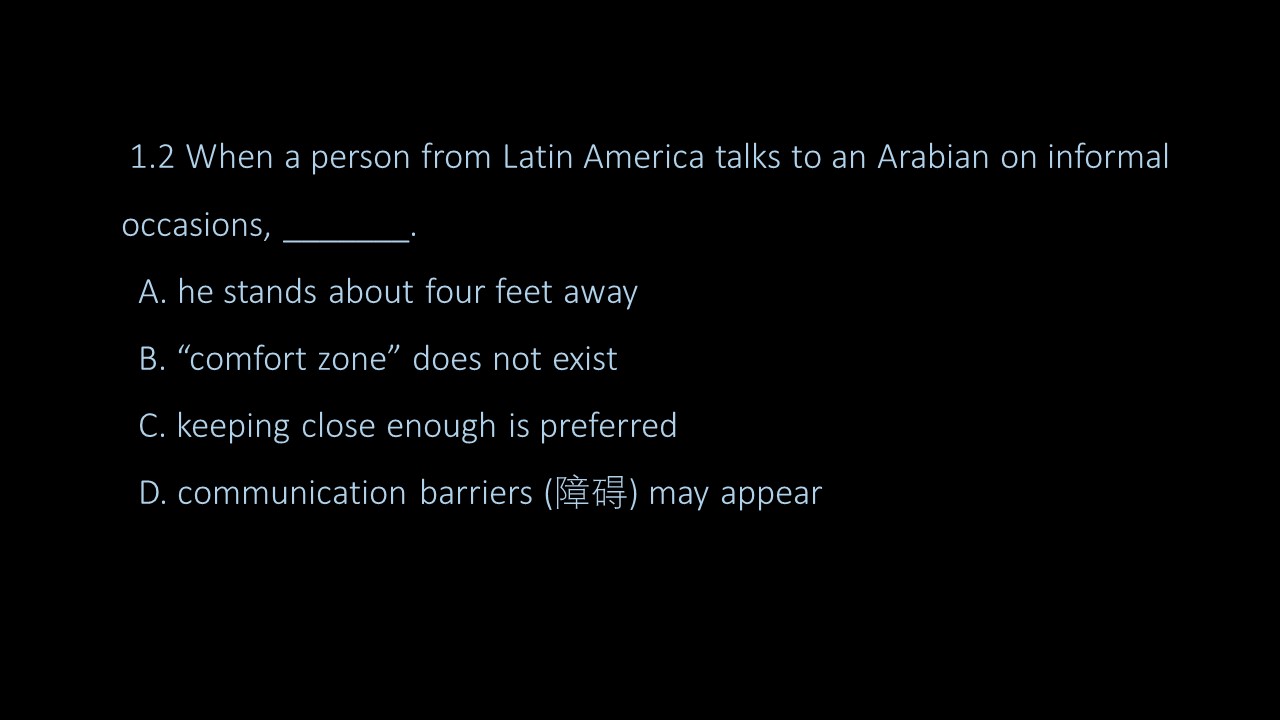 1.2 When a person from Latin America talks to an Arabian on informal
occasions, _______.
A. he stands about four feet away
B. “comfort zone” does not exist
C. keeping close enough is preferred
D. communication barriers (障碍) may appear